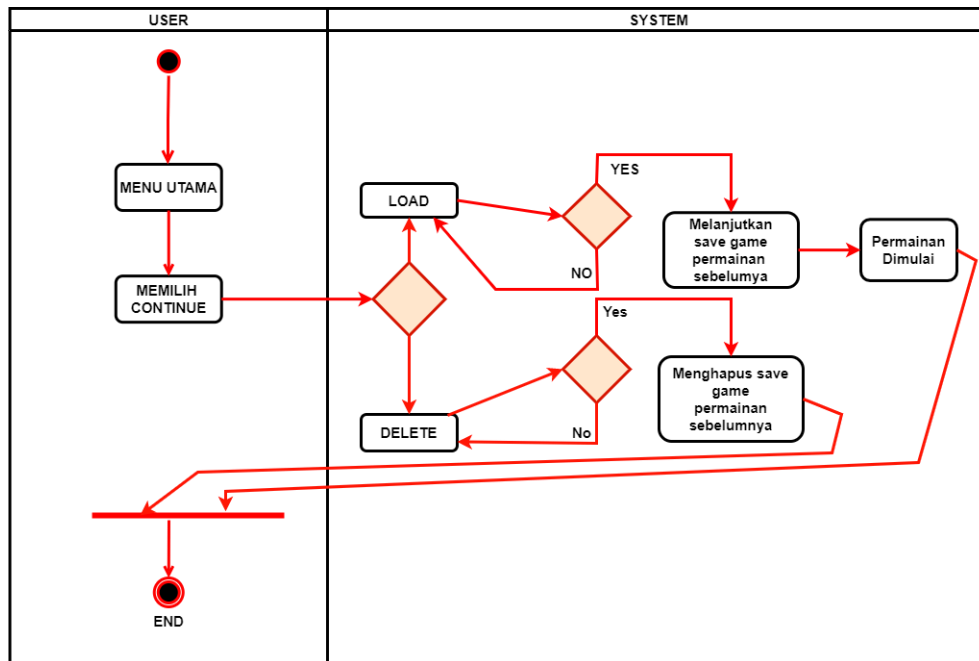 USER
SYSTEM
MENU UTAMA
MEMILIH
CONTINUE
LOAD
YES
NO
Melanjutkan
save game
permainan
sebelumya
Permainan
Dimulai
Yes
No
DELETE
Menghapus save
game
permainan
sebelumnya
END